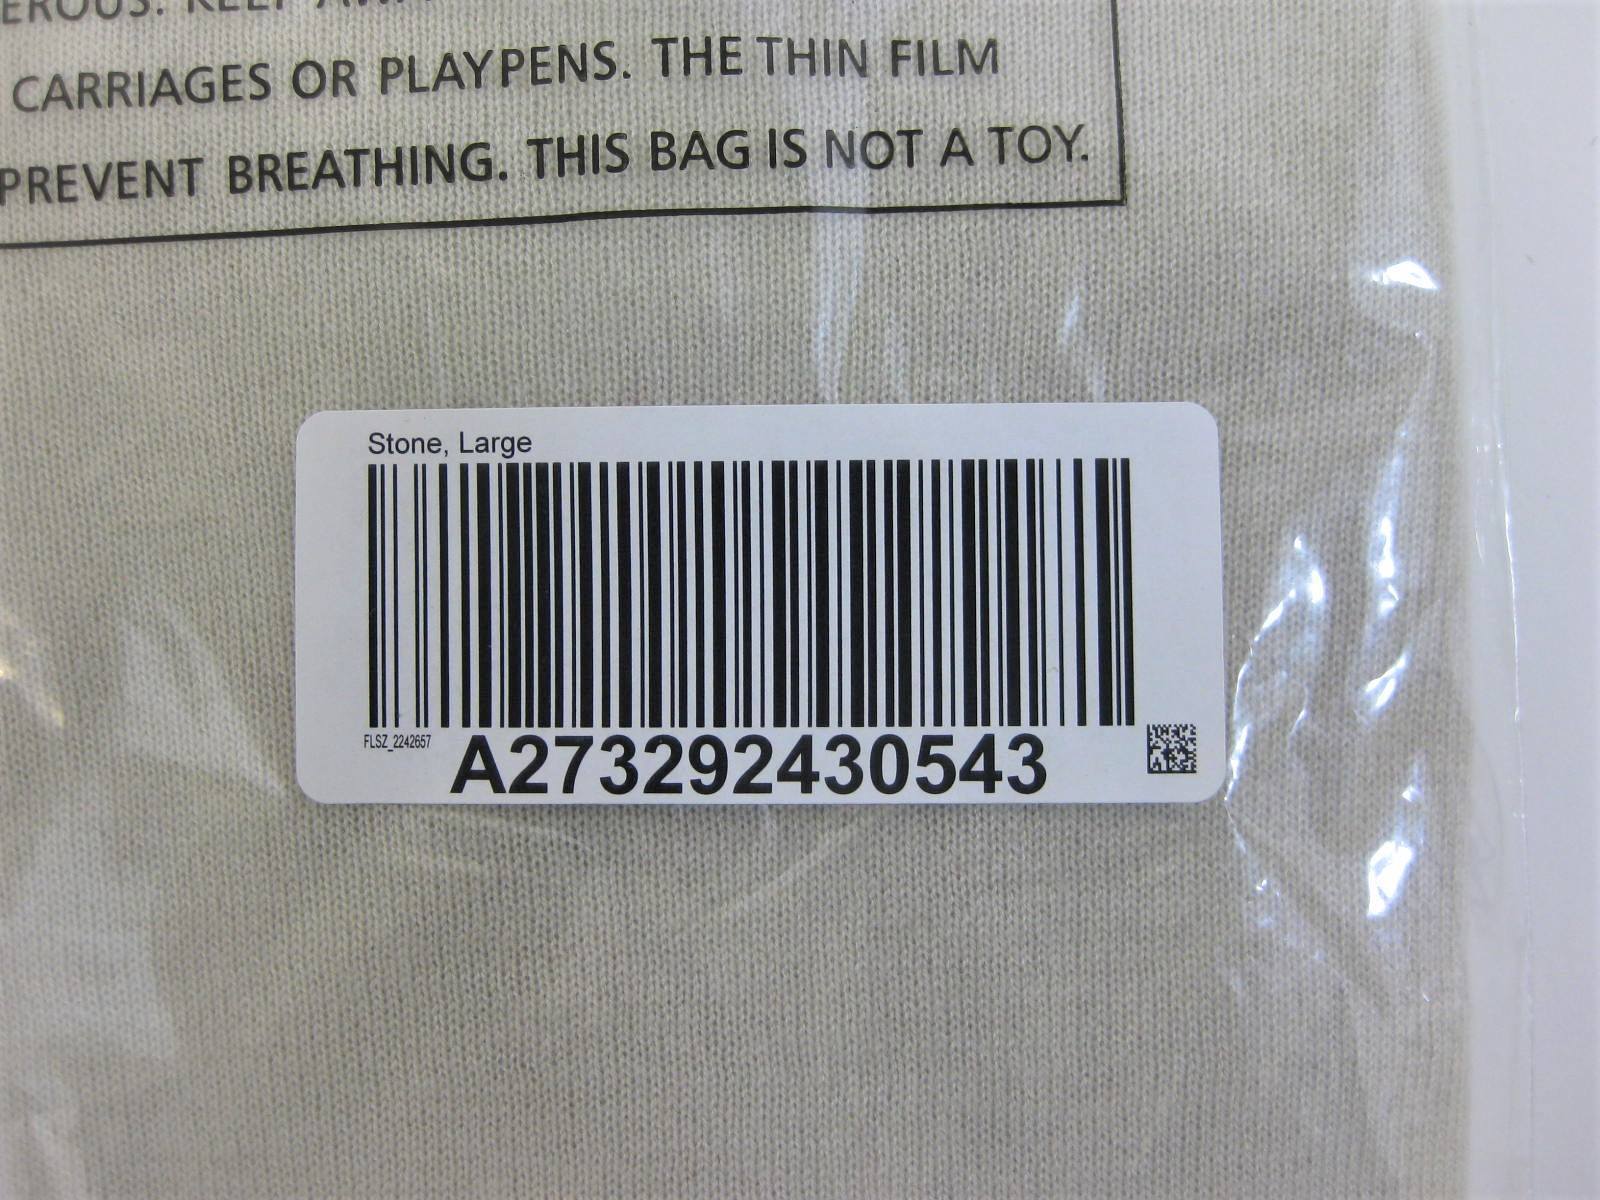 CARRIAGES OR PLAYPENS. THE THIN FILM
PREVENT BREATHING. THIS BAG IS NOT A TOY.
Stone, Large
FLSZ_2242657
A273292430543